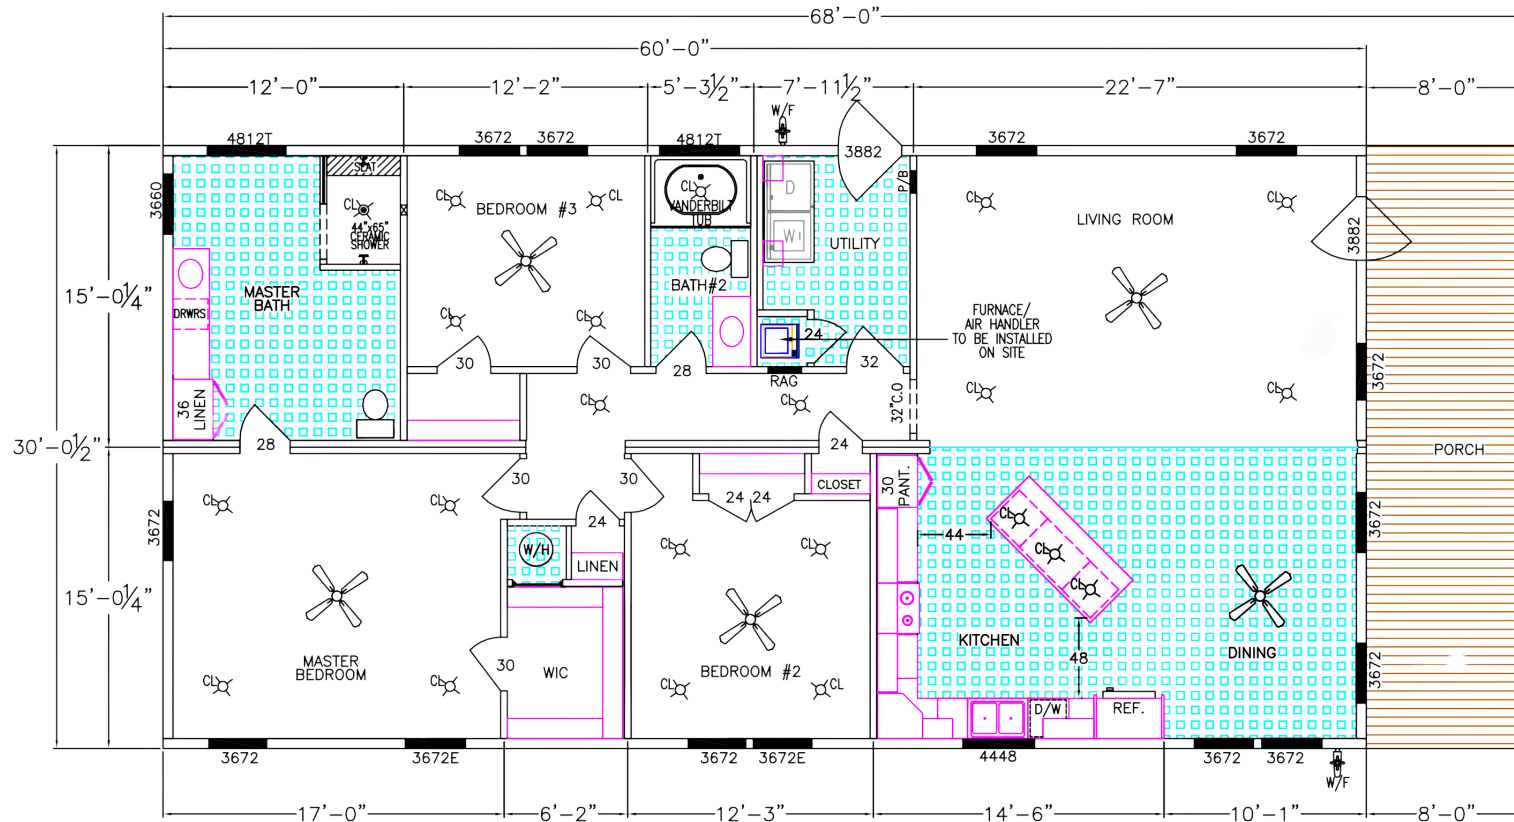 68'-0"
60'-0"
12'-0" 12'-2" 5'-3½" 7'-11½" 22'-7" 8'-0"
W/F
4812T 3672 3672 4812T 3882 3672 3672
SEAT
3660
CL
44"x65"
CERAMIC
SHOWER
CL CL
BEDROOM #3
CL
VANDERBILT
TUB
D
W
P/B
UTILITY
CL CL
LIVING ROOM
3882
15'-0¼"
MASTER
BATH
DRWRS
BATH#2
CL CL
FURNACE/
AIR HANDLER
TO BE INSTALLED
ON SITE
24
30 30 28 RAG 32
3672
36
LINEN
CL CL
32"C.O
CL CL
28
24
30'-0½"
PORCH
30 30
CLOSET
30
PANT.
CL CL
24 24
24
CL
3672
3672
44
W/H
CL CL
CL
LINEN
CL
15'-0¼"
MASTER
BEDROOM
30
WIC
BEDROOM #2
KITCHEN
48
DINING
3672
CL CL
CL CL
D/W
REF.
3672 3672E 3672 3672E 4448 3672 3672
W/F
17'-0" 6'-2" 12'-3" 14'-6" 10'-1" 8'-0"